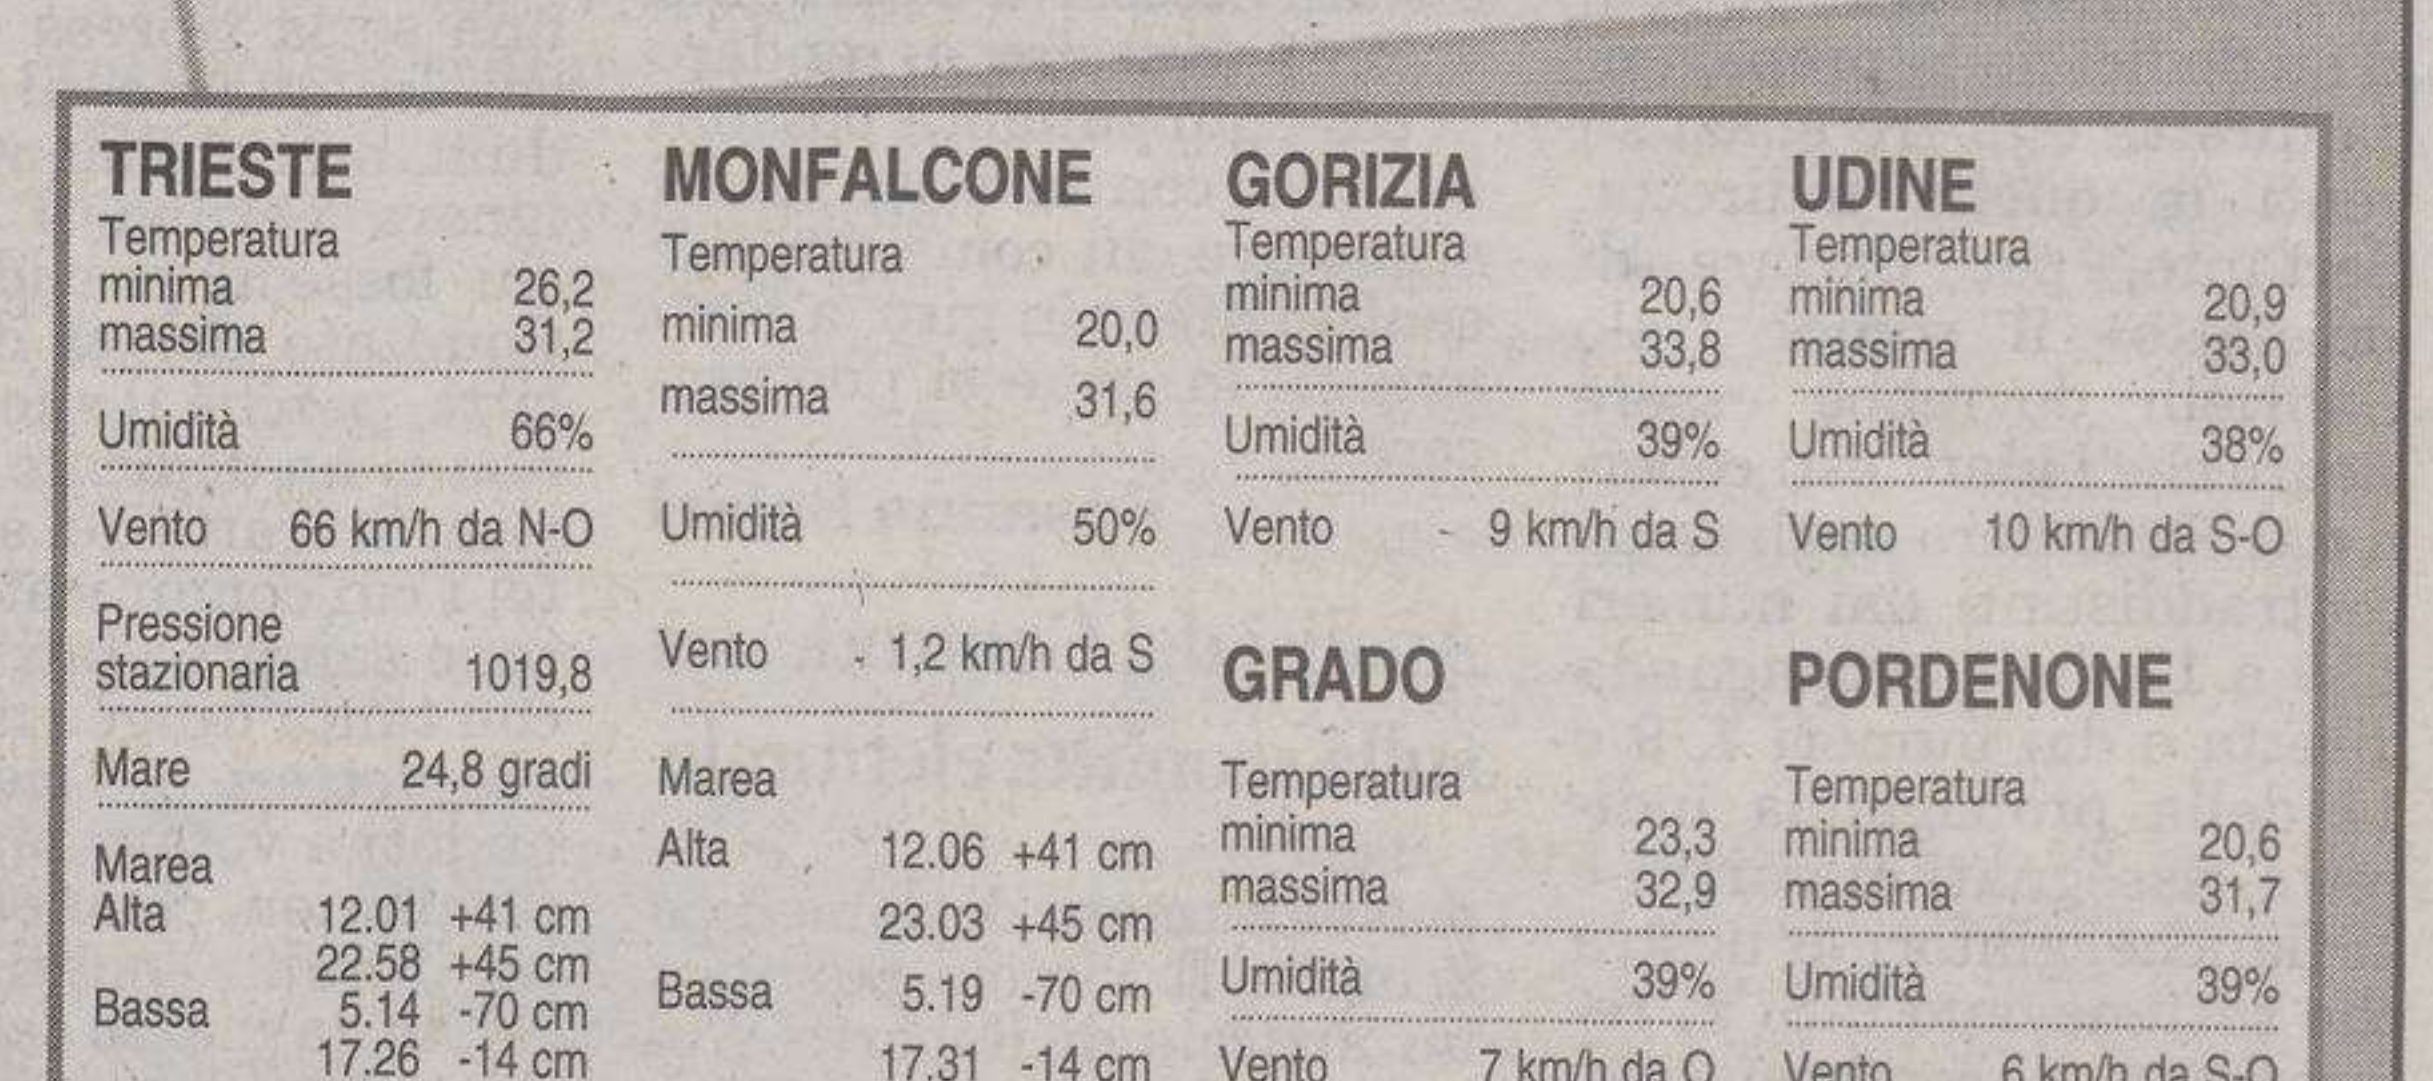 TRIESTE
Temperatura
minima 26,2
massima 31,2
Umidità 66%
Vento 66 km/h da N-O
Pressione
stazionaria 1019,8
Mare 24,8 gradi
Marea
Alta 12.01 +41 cm
22.58 +45 cm
Bassa 5.14 -70 cm
17.26 -14 cm
MONFALCONE
Temperatura
minima 20,0
massima 31,6
Umidità 50%
Vento 1,2 km/h da S
Marea
Alta 12.06 +41 cm
23.03 +45 cm
Bassa 5.19 -70 cm
17.31 -14 cm
GORIZIA
Temperatura
minima 20,6
massima 33,8
Umidità 39%
Vento 9 km/h da S
GRADO
Temperatura
minima 23,3
massima 32,9
Umidità 39%
Vento 7 km/h da O
UDINE
Temperatura
minima 20,9
massima 33,0
Umidità 38%
Vento 10 km/h da S-O
PORDENONE
Temperatura
minima 20,6
massima 31,7
Umidità 39%
Vento 6 km/h da S-O